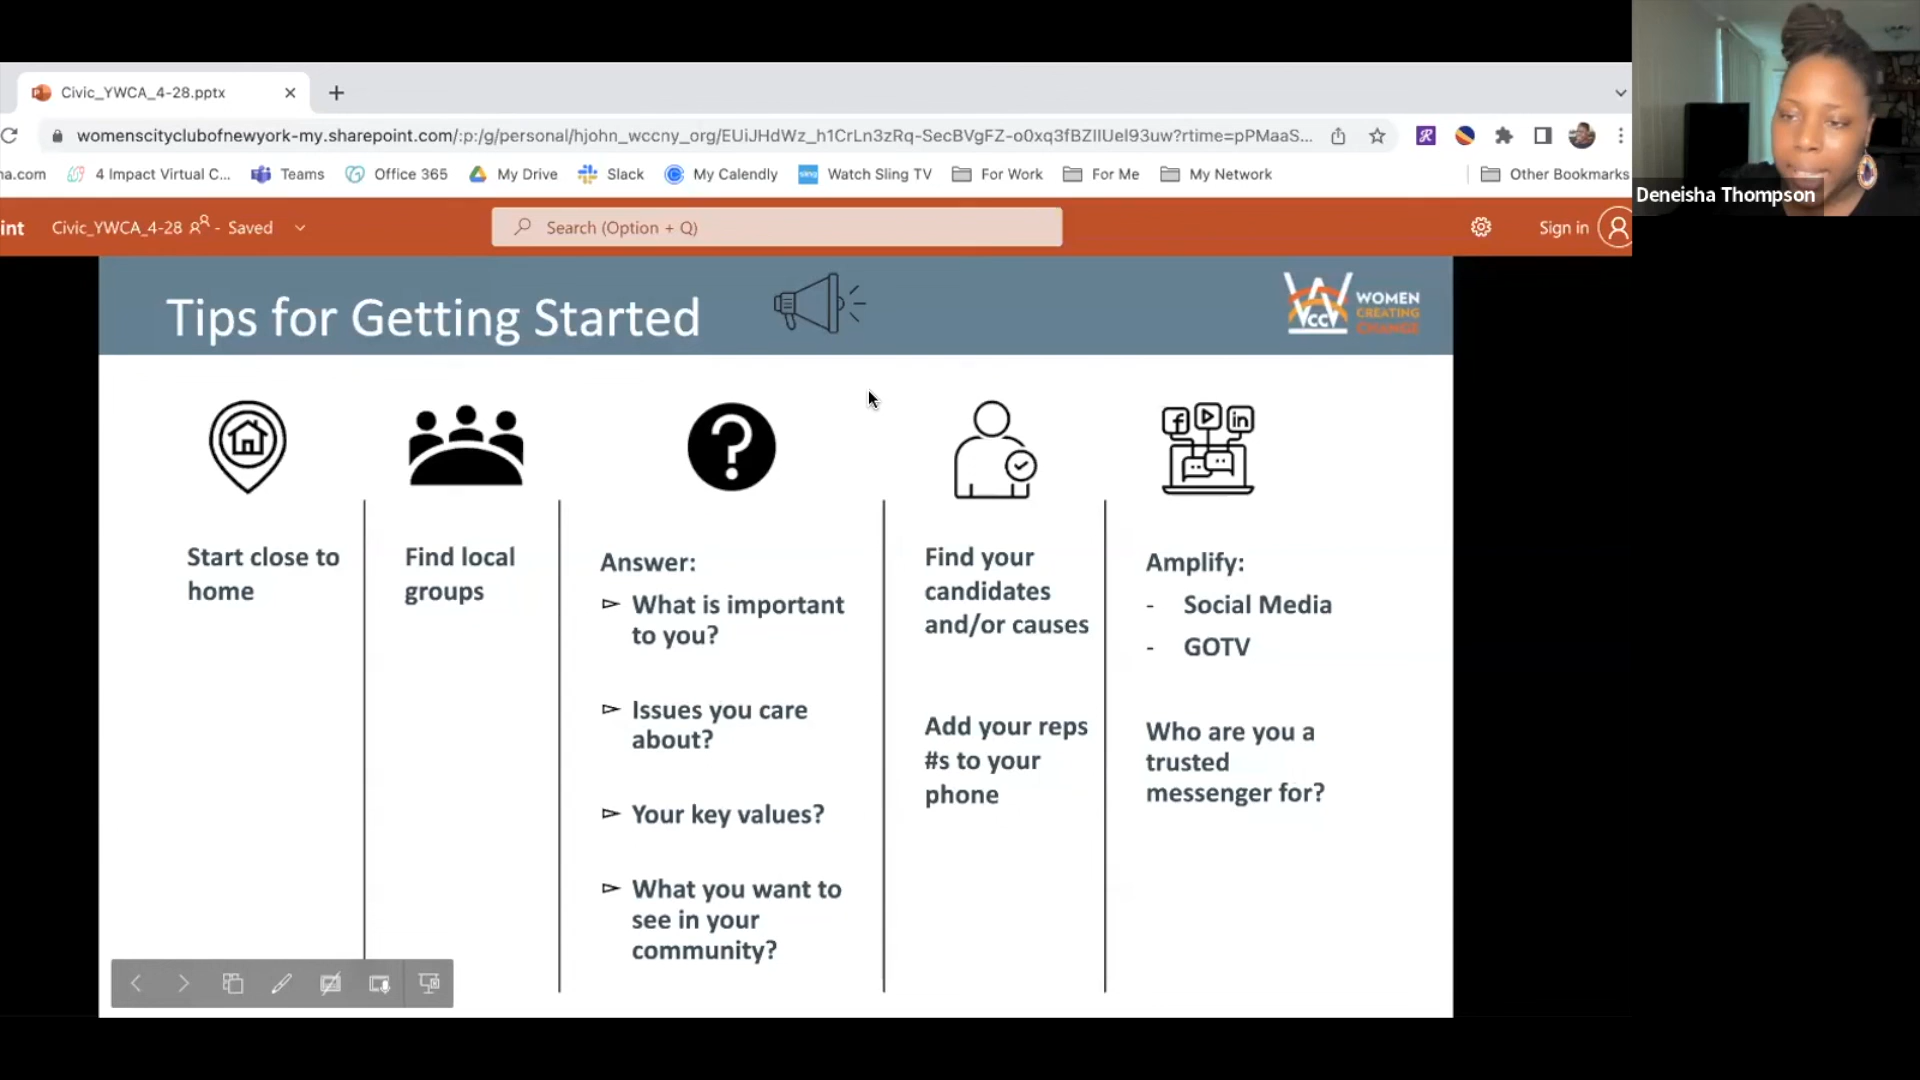 Civic_YWCA_4-28.pptx
womenscityclubofnewyork-my.sharepoint.com/:p:/g/personal/hjohn_wccny_org/EUiJHdWz_h1CrLn3zRq-SecBVgFZ-o0xq3fBZIlUel93uw?rtime=pPMaaS...
na.com 4 Impact Virtual C... Teams Office 365 My Drive Slack My Calendly Watch Sling TV For Work For Me My Network Other Bookmarks
Deneisha Thompson
int Civic_YWCA_4-28 - Saved Search (Option + Q) Sign in
Tips for Getting Started
WCC
WOMEN
CREATING
CHANGE
f in
Start close to
home
Find local
groups
Answer:
What is important
to you?
Issues you care
about?
Your key values?
What you want to
see in your
community?
Find your
candidates
and/or causes
Add your reps
#s to your
phone
Amplify:
- Social Media
- GOTV
Who are you a
trusted
messenger for?